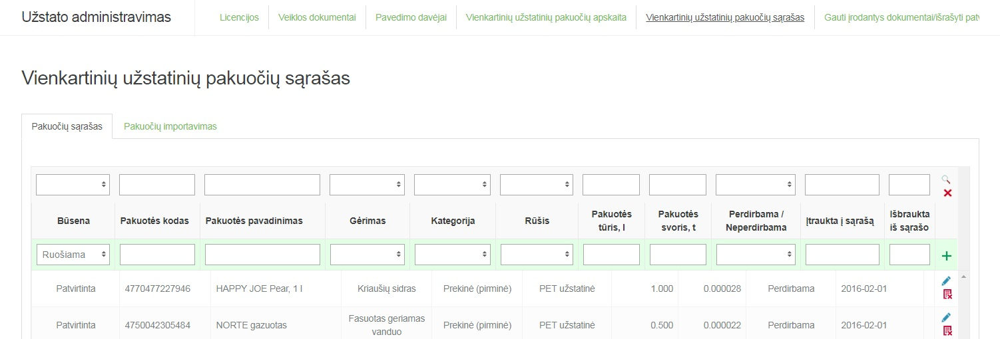 Užstato administravimas
Licencijos
Veiklos dokumentai
Pavedimo davėjai
Vienkartinių užstatinių pakuočių apskaita
Vienkartinių užstatinių pakuočių sąrašas
Gauti įrodantys dokumentai/išrašyti patv
Vienkartinių užstatinių pakuočių sąrašas
Pakuočių sąrašas
Pakuočių importavimas
Būsena
Pakuotės kodas
Pakuotės pavadinimas
Gėrimas
Kategorija
Rūšis
Pakuotės
tūris, l
Pakuotės
svoris, t
Perdirbama /
Neperdirbama
Įtraukta į sąrašą
Išbraukta
iš sąrašo
Ruošiama
Patvirtinta
4770477227946
HAPPY JOE Pear, 1 l
Kriaušių sidras
Prekinė (pirminė)
PET užstatinė
1.000
0.000028
Perdirbama
2016-02-01
Patvirtinta
4750042305484
NORTE gazuotas
Fasuotas geriamas
vanduo
Prekinė (pirminė)
PET užstatinė
0.500
0.000022
Perdirbama
2016-02-01